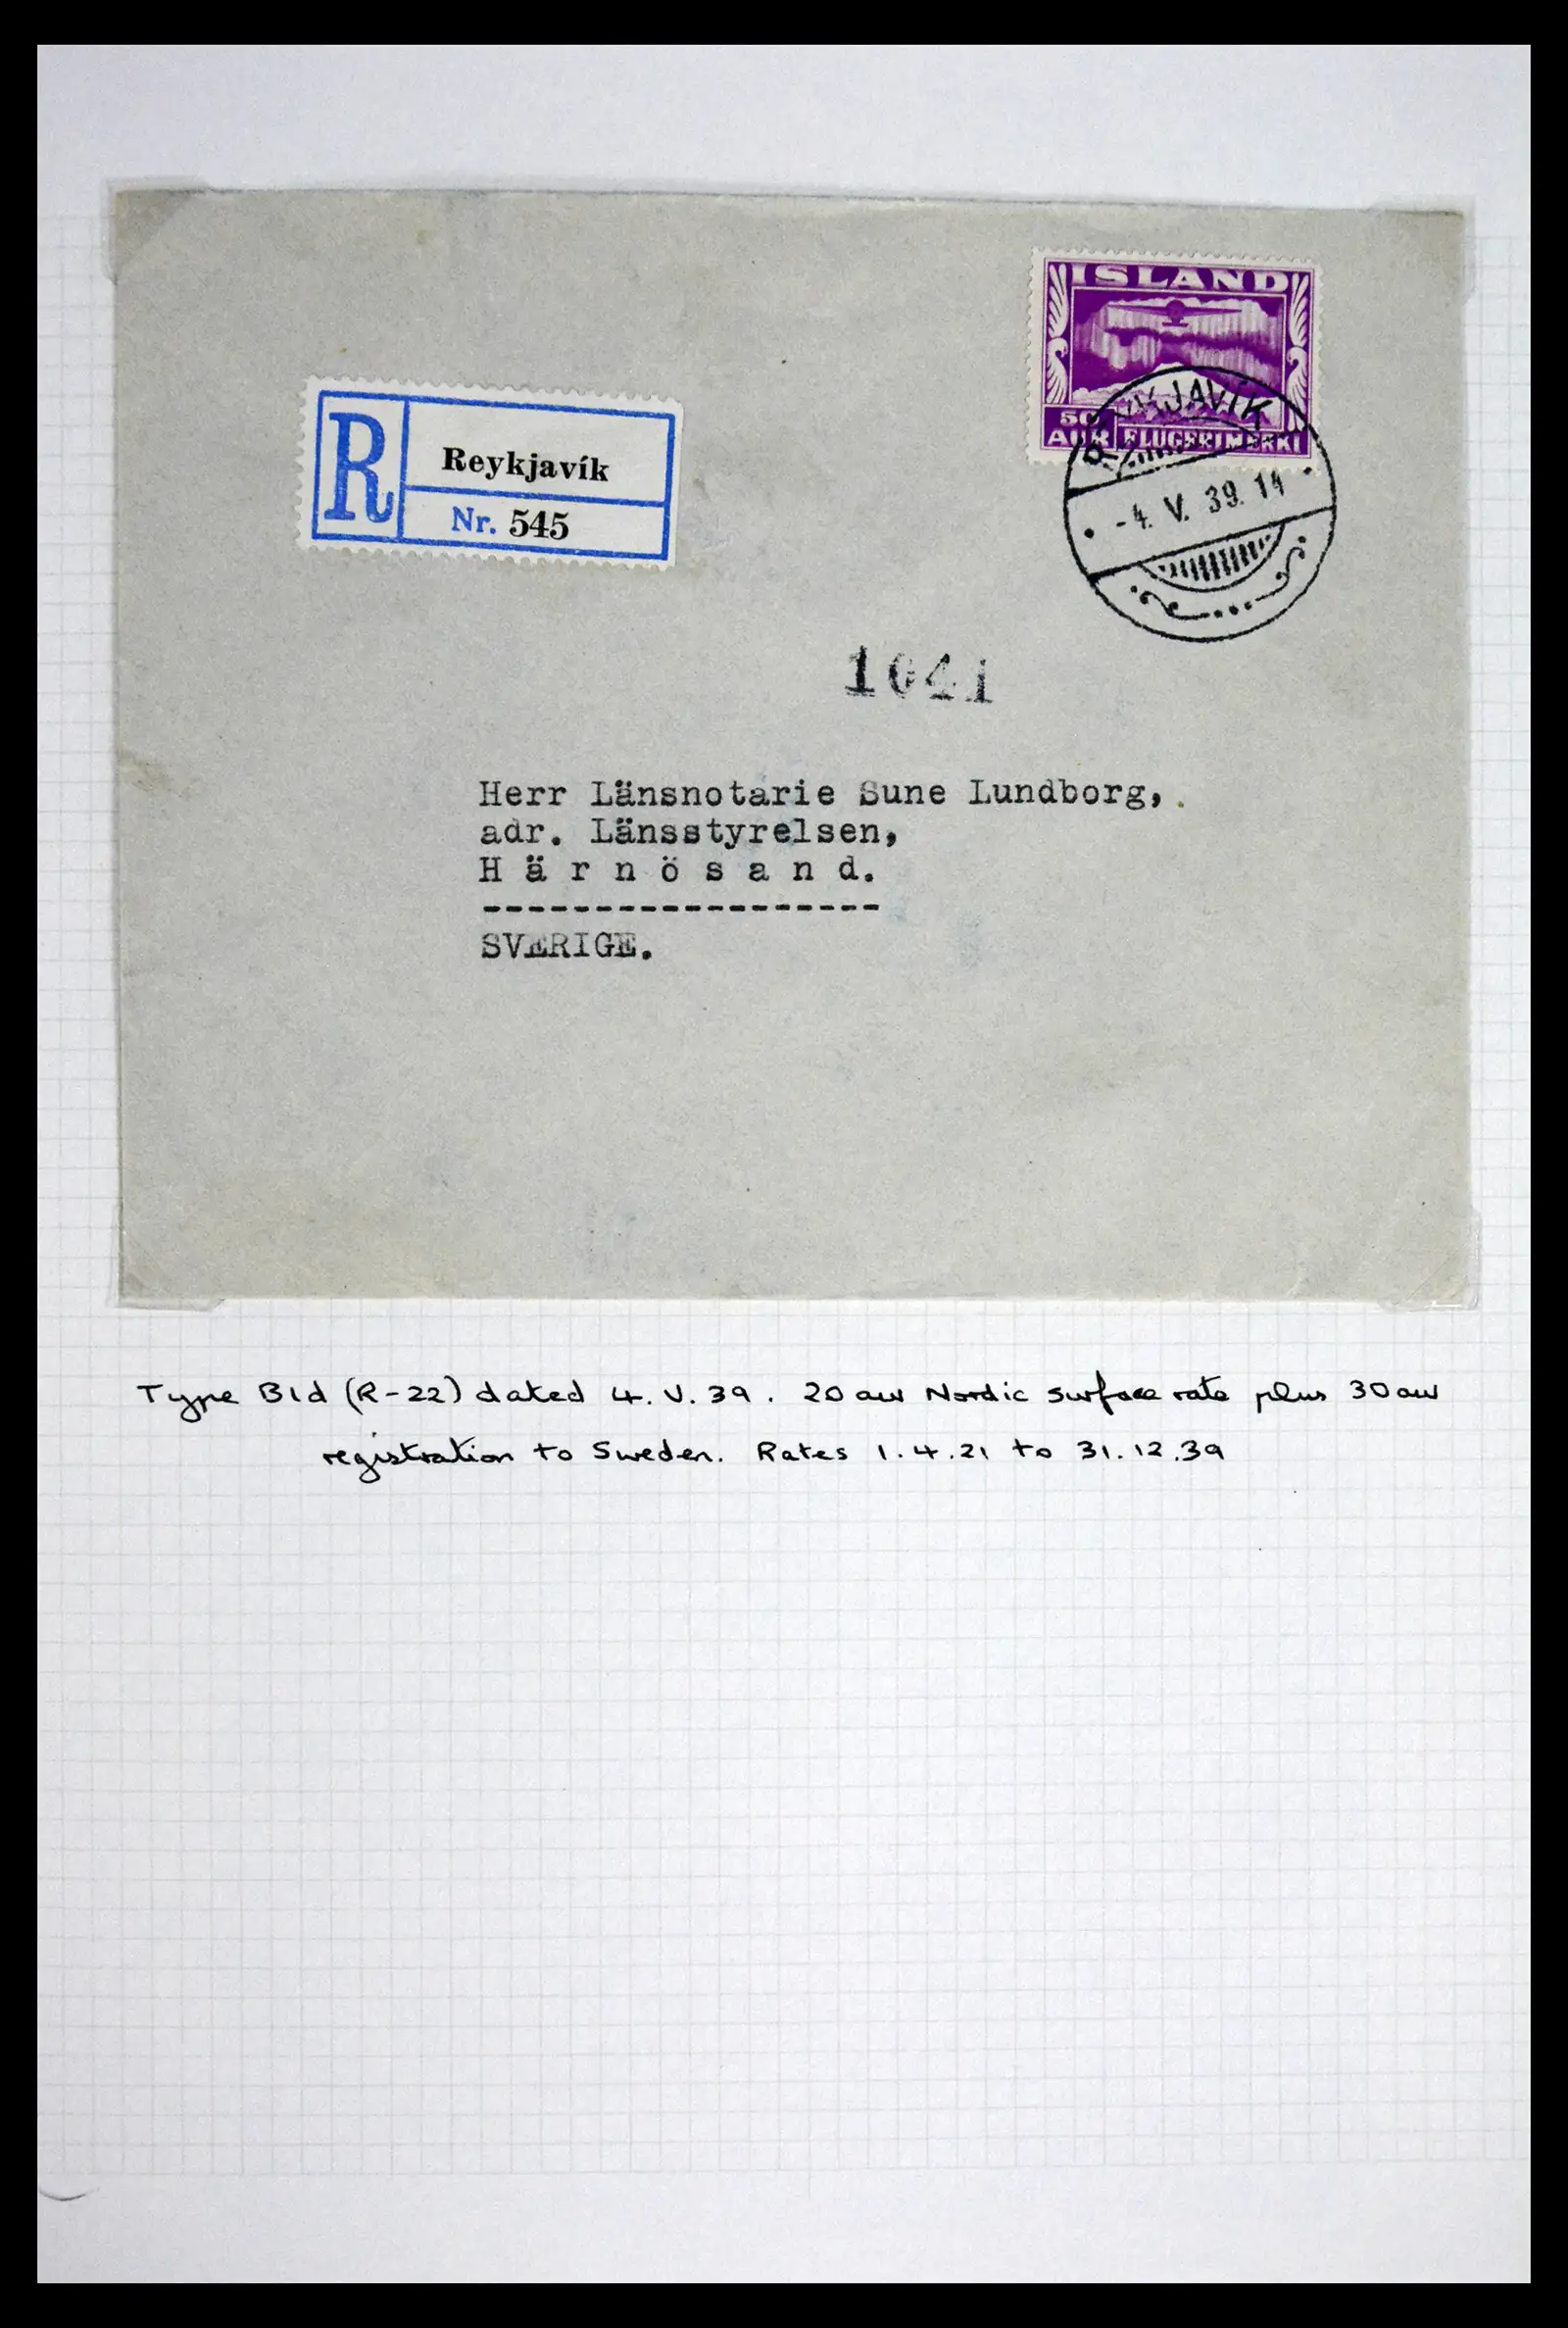 ISLAND
50
AUR FLUGFRIMERKI
REYKJAVÍK
-4. V. 39. 14
R
Reykjavík
Nr. 545
1041
Herr Länsnotarie Sune Lundborg,.
adr. Länsstyrelsen,
Härnösand.
------------------
SVERIGE.
Type B1d (R-22) dated 4.V.39. 20 aur Nordic surface rate plus 30 aur
registration to Sweden. Rates 1.4.21 to 31.12.39